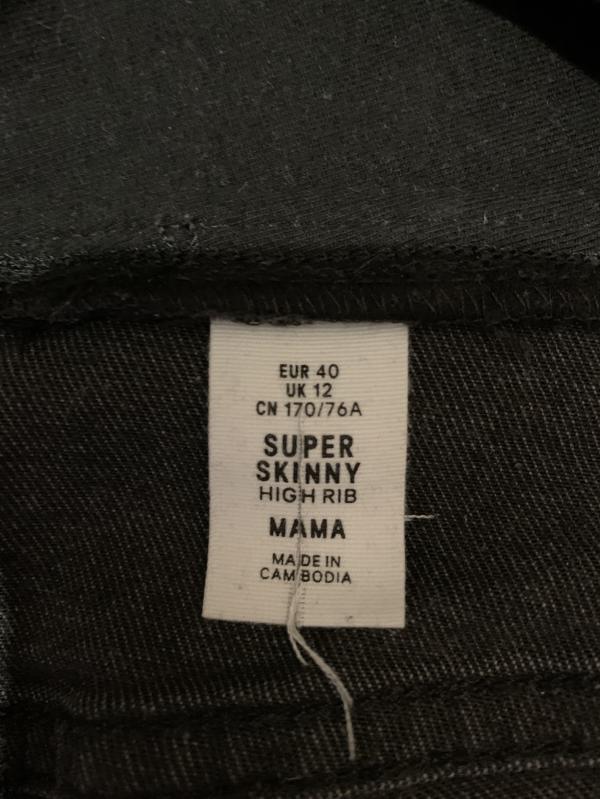 EUR 40
UK 12
CN 170/76A
SUPER
SKINNY
HIGH RIB
MAMA
MADE IN
CAMBODIA